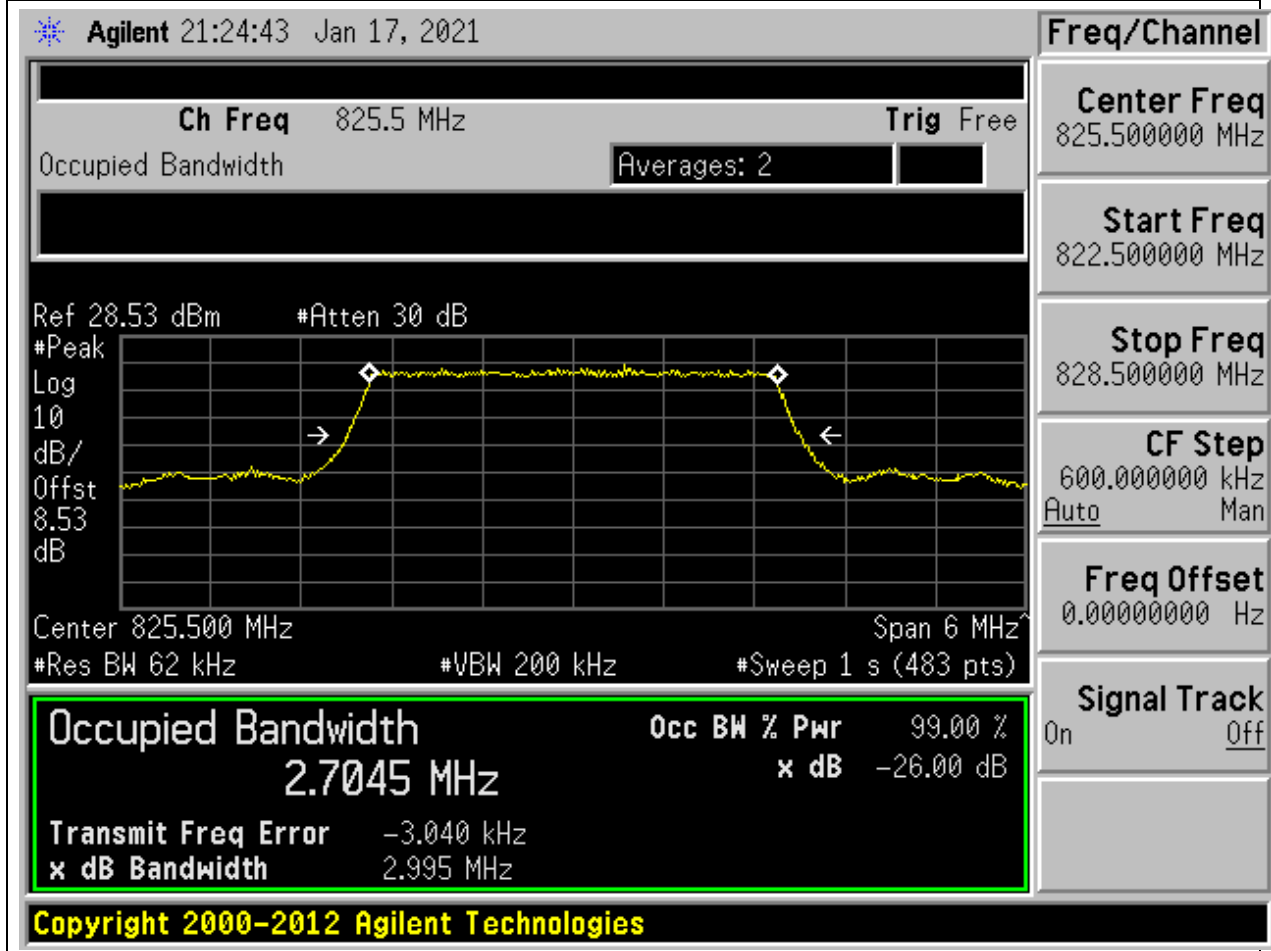 Agilent 21:24:43 Jan 17, 2021
Ch Freq 825.5 MHz Trig Free
Occupied Bandwidth Averages: 2
Ref 28.53 dBm #Atten 30 dB
#Peak
Log
10
dB/
Offst
8.53
dB
Center 825.500 MHz Span 6 MHz^
#Res BW 62 kHz #VBW 200 kHz #Sweep 1 s (483 pts)
Occupied Bandwidth Occ BW % Pwr 99.00 %
2.7045 MHz x dB -26.00 dB
Transmit Freq Error -3.040 kHz
x dB Bandwidth 2.995 MHz
Copyright 2000-2012 Agilent Technologies
Freq/Channel
Center Freq
825.500000 MHz
Start Freq
822.500000 MHz
Stop Freq
828.500000 MHz
CF Step
600.000000 kHz
Auto Man
Freq Offset
0.00000000 Hz
Signal Track
On Off